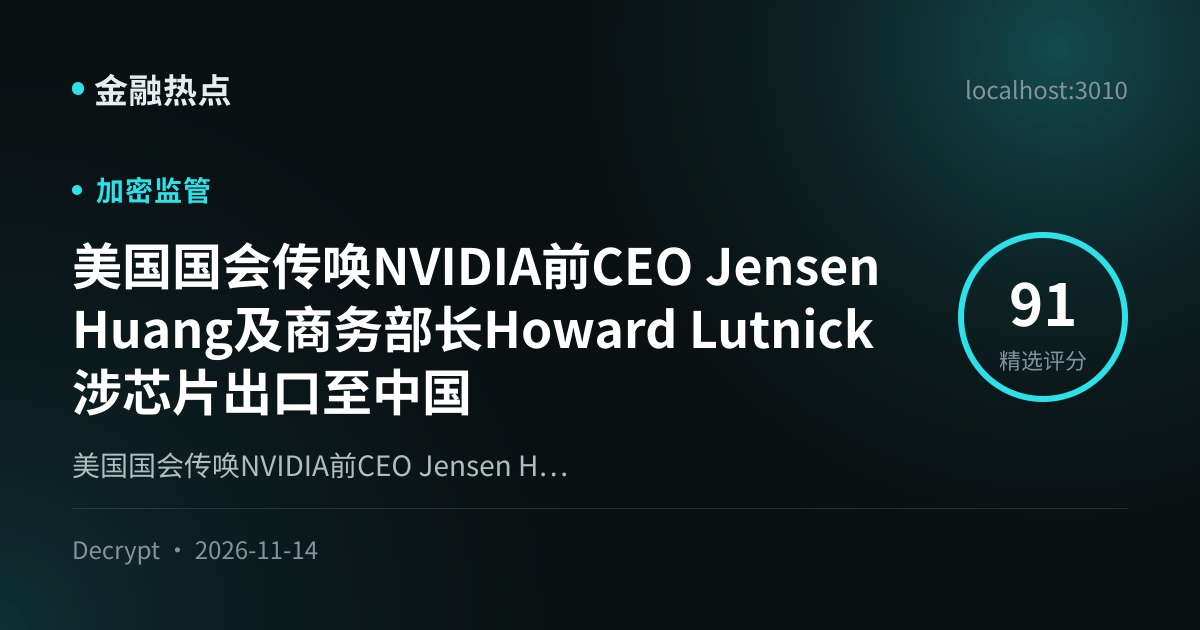 金融热点
localhost:3010
加密监管
美国国会传唤NVIDIA前CEO Jensen
Huang及商务部长Howard Lutnick
涉芯片出口至中国
91
精选评分
美国国会传唤NVIDIA前CEO Jensen H…
Decrypt · 2026-11-14